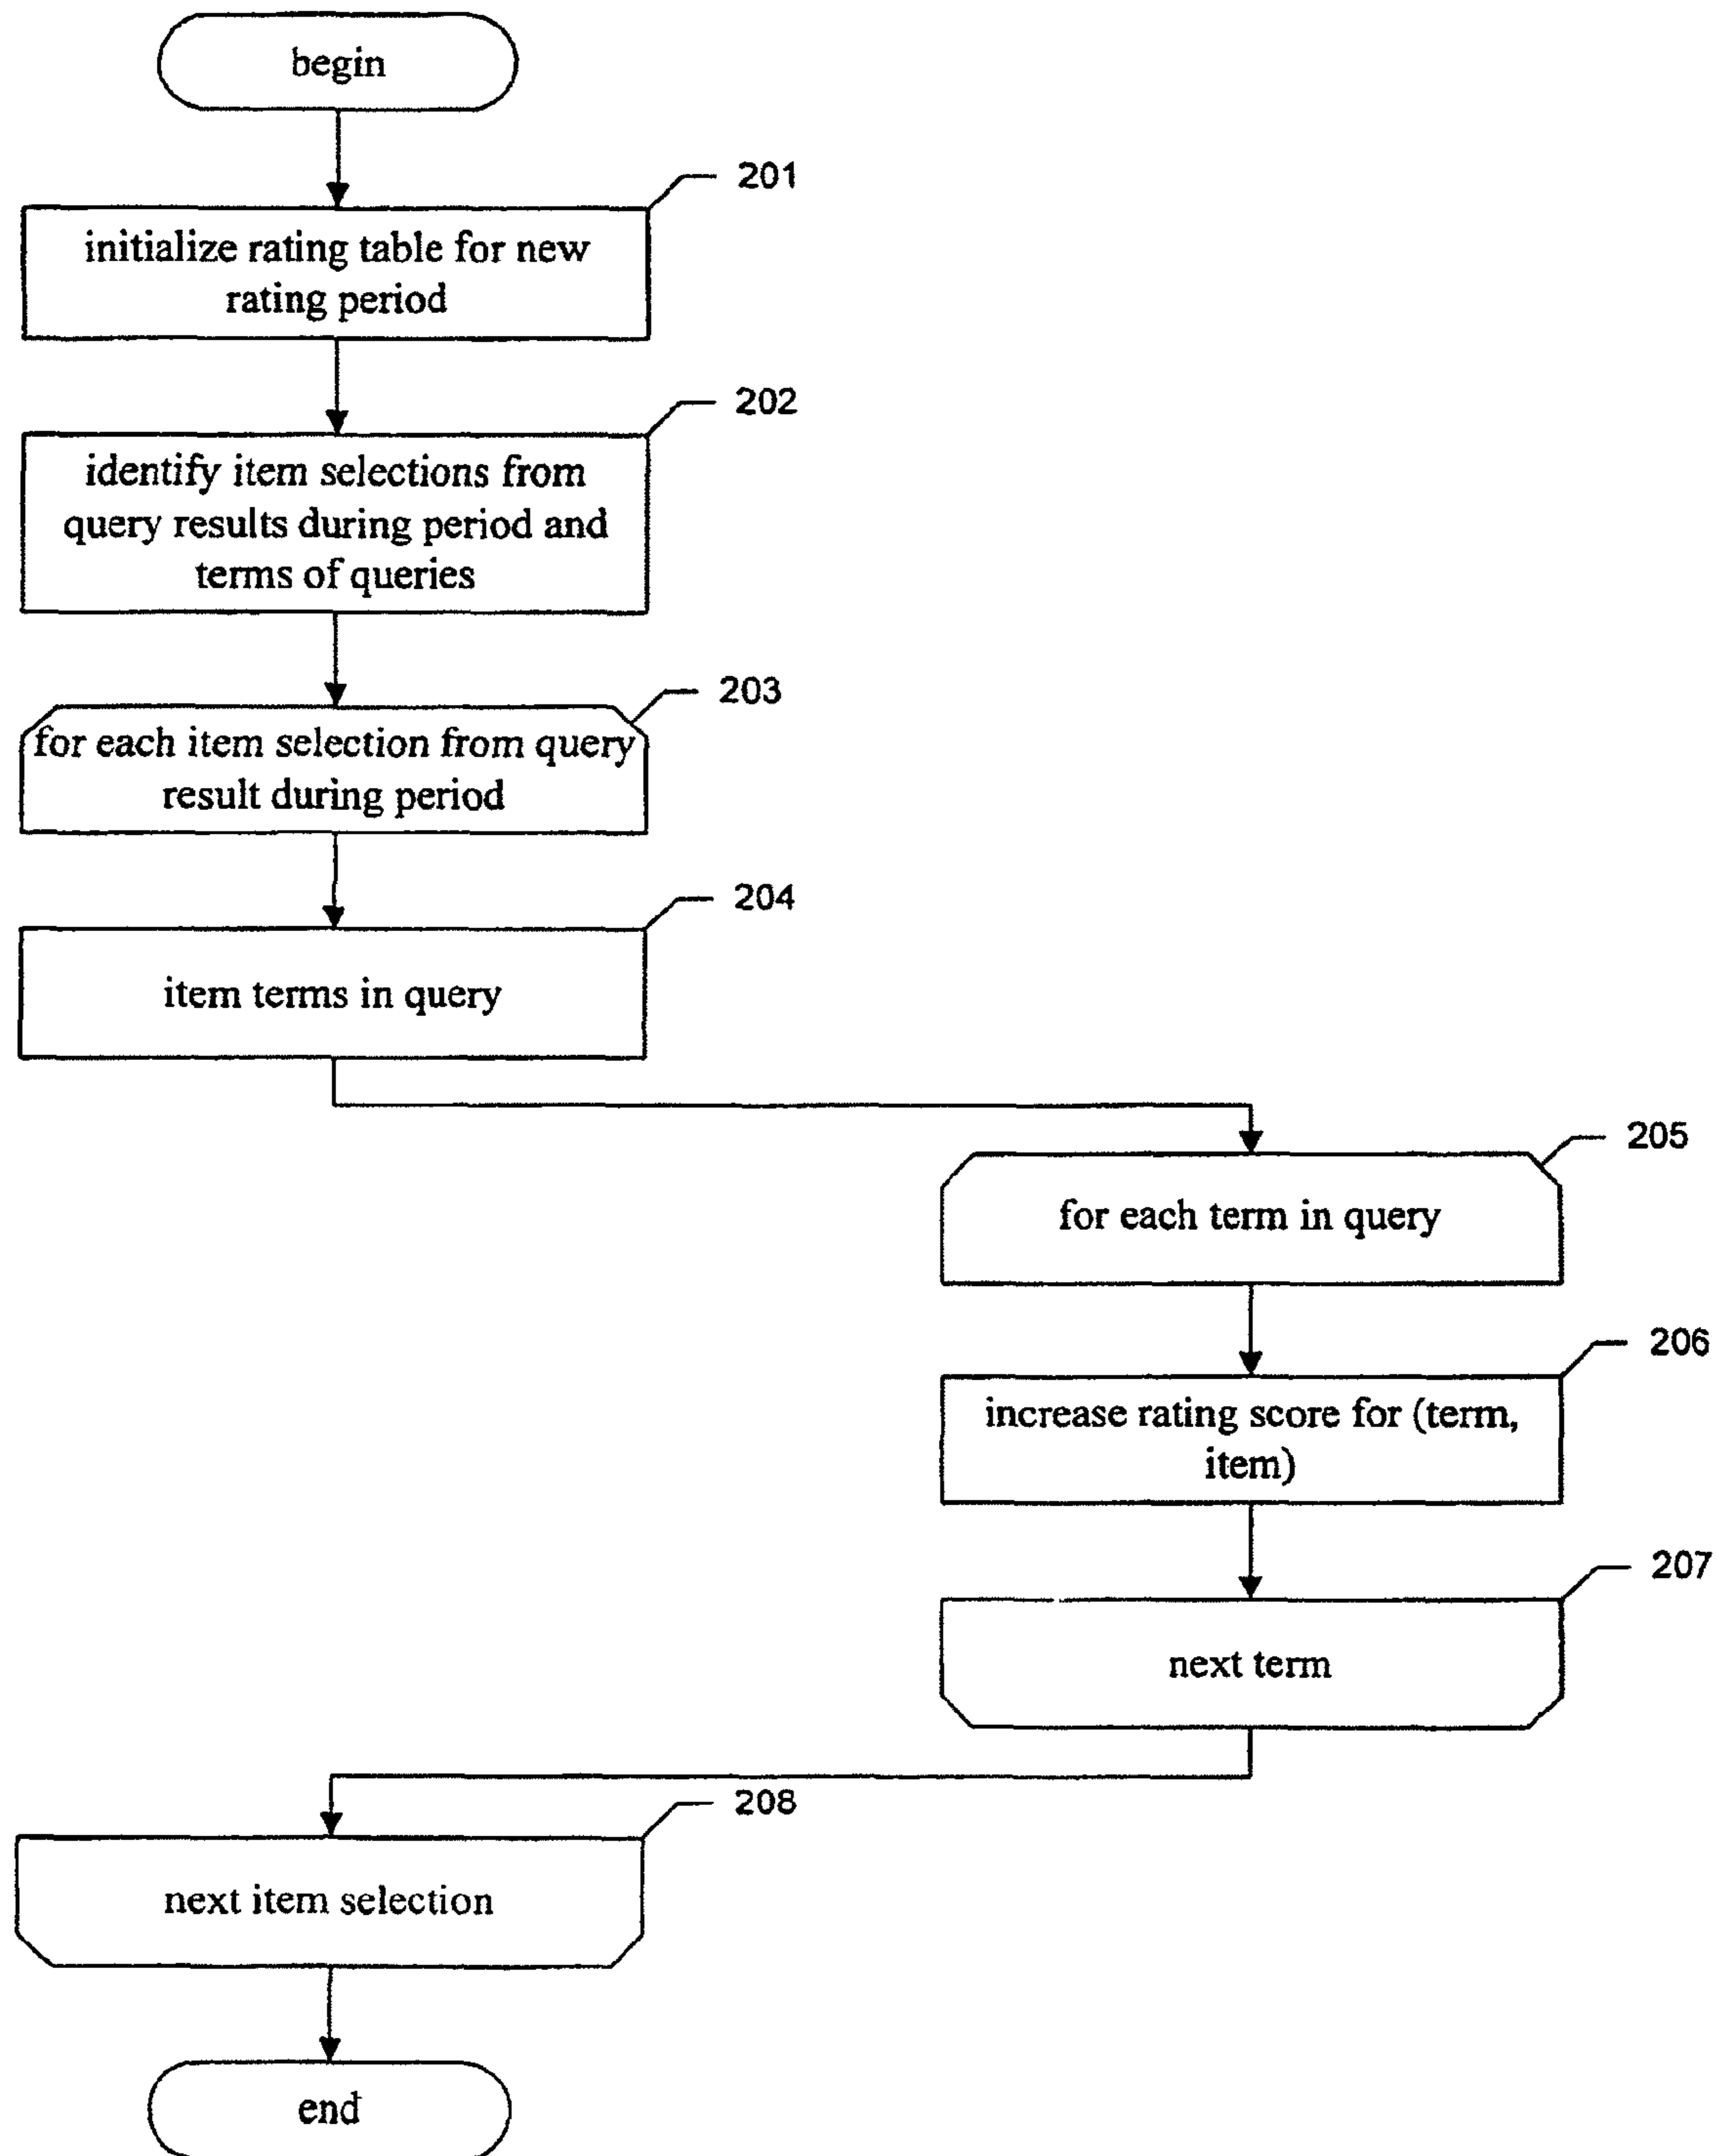 begin
201
initialize rating table for new
rating period
202
identify item selections from
query results during period and
terms of queries
203
for each item selection from query
result during period
204
item terms in query
205
for each term in query
206
increase rating score for (term,
item)
207
next term
208
next item selection
end